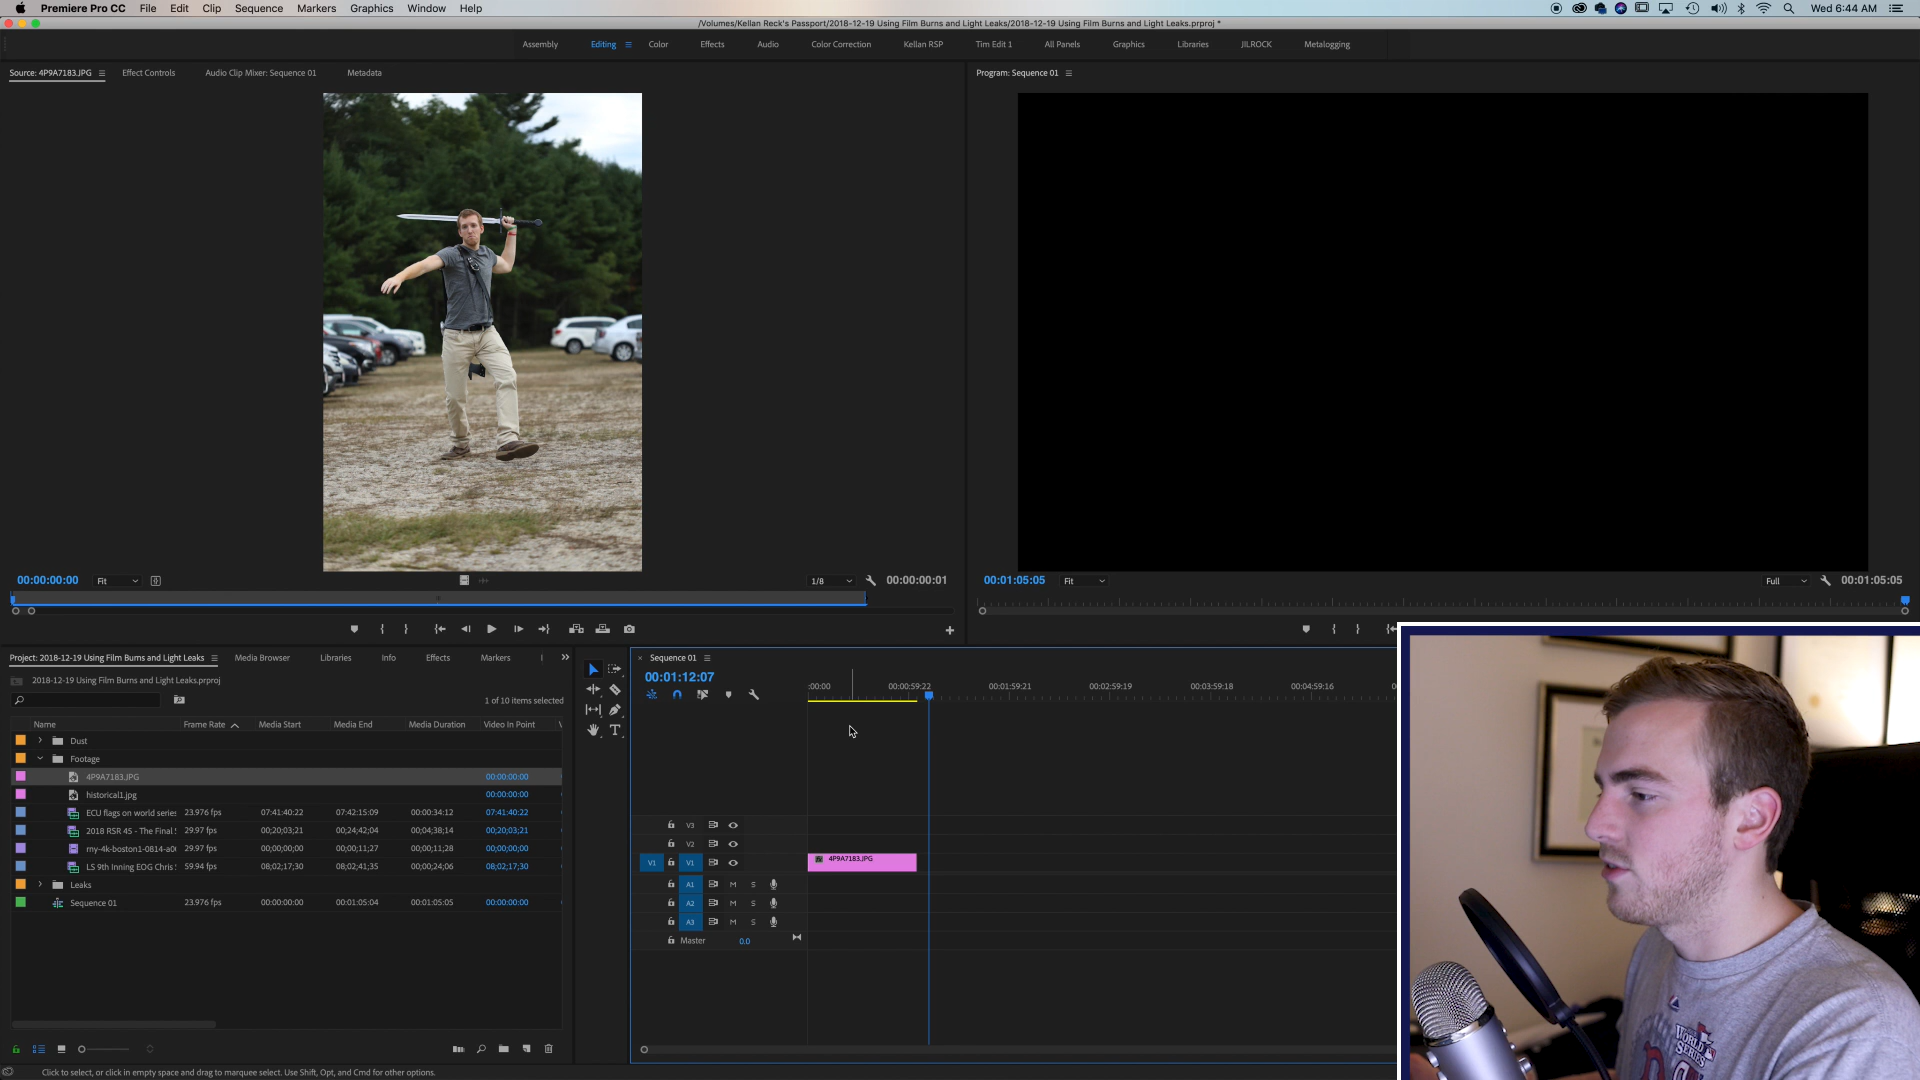 Premiere Pro CC File Edit Clip Sequence Markers Graphics Window Help Wed 6:44 AM
/Volumes/Kellan Reck's Passport/2018-12-19 Using Film Burns and Light Leaks/2018-12-19 Using Film Burns and Light Leaks.prproj *
Assembly Editing Color Effects Audio Color Correction Kellan RSP Tim Edit 1 All Panels Graphics Libraries JILROCK Metalogging
Source: 4P9A7183.JPG Effect Controls Audio Clip Mixer: Sequence 01 Metadata Program: Sequence 01
00:00:00:00 Fit 1/8 00:00:00:01 00:01:05:05 Fit Full 00:01:05:05
Project: 2018-12-19 Using Film Burns and Light Leaks Media Browser Libraries Info Effects Markers
2018-12-19 Using Film Burns and Light Leaks.prproj
1 of 10 items selected
Name Frame Rate Media Start Media End Media Duration Video In Point
Dust
Footage
4P9A7183.JPG 00:00:00:00
historical1.jpg 00:00:00:00
ECU flags on world series 23.976 fps 07:41:40:22 07:42:15:09 00:00:34:12 07:41:40:22
2018 RSR 4S - The Final 29.97 fps 00;20;03;21 00;24;42;04 00;04;38;14 00;20;03;21
my-4k-boston1-0814-a0 29.97 fps 00;00;00;00 00;00;11;27 00;00;11;28 00;00;00;00
LS 9th Inning EOG Chris 59.94 fps 08;02;17;30 08;02;41;35 00;00;24;06 08;02;17;30
Leaks
Sequence 01 23.976 fps 00:00:00:00 00:01:05:04 00:01:05:05 00:00:00:00
Sequence 01
00:01:12:07
:00:00 00:00:59:22 00:01:59:21 00:02:59:19 00:03:59:18 00:04:59:16
V3
V2
V1 V1 4P9A7183.JPG
A1 M S
A2 M S
A3 M S
Master 0.0
Click to select, or click in empty space and drag to marquee select. Use Shift, Opt, and Cmd for other options.
WORLD
SERIES